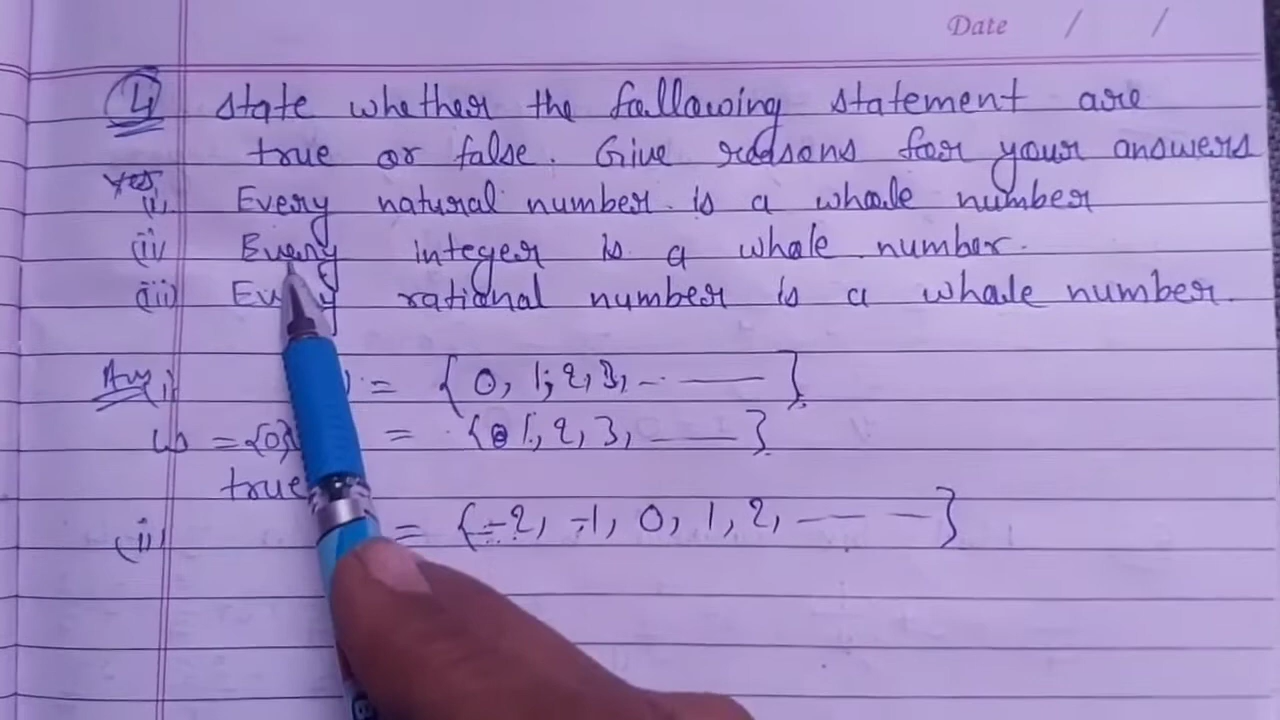 Date / /
4 State whether the following statement are
true or false. Give reasons for your answers
Yes,
(i) Every natural number is a whole number
(ii) Every integer is a whole number.
(iii) Every rational number is a whole number.
Ans i) = {0, 1, 2, 3, - —— }
W = {0} = {1, 2, 3, —— }
true
(ii) = {-2, -1, 0, 1, 2, —— — }